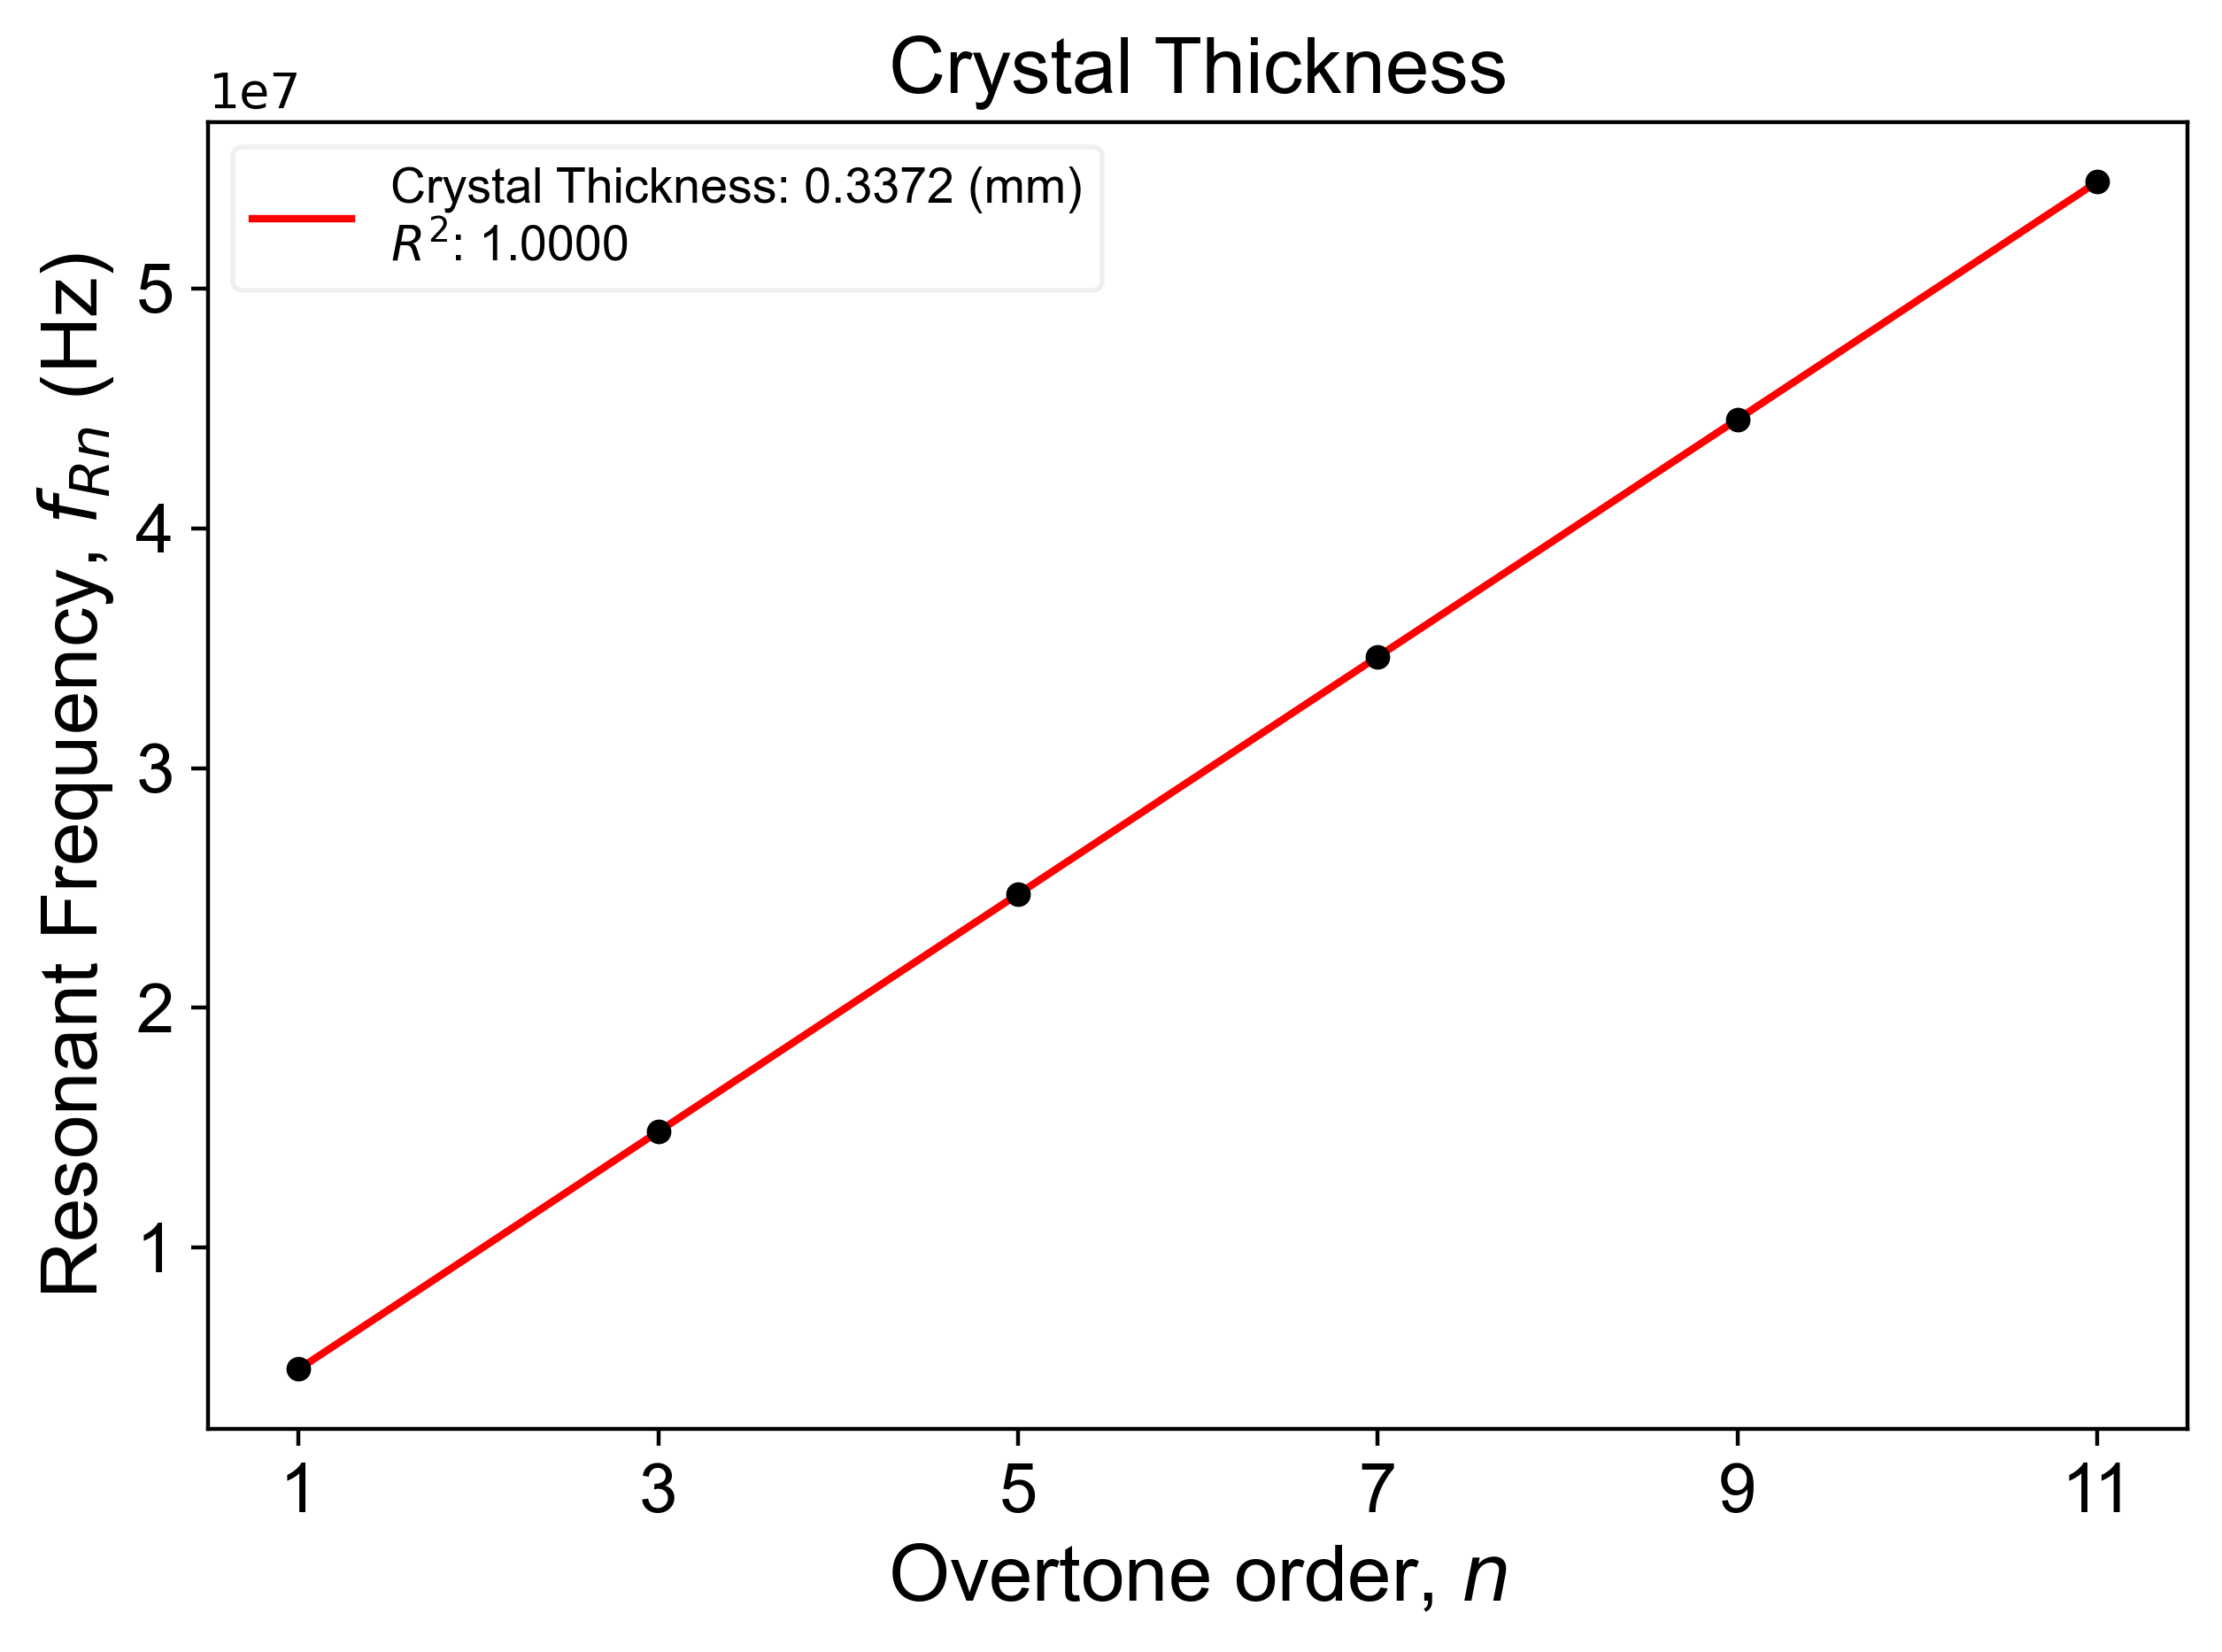 Crystal Thickness
1e7
Crystal Thickness: 0.3372 (mm)
R²: 1.0000
Resonant Frequency, f_Rn (Hz)
5
4
3
2
1
1 3 5 7 9 11
Overtone order, n